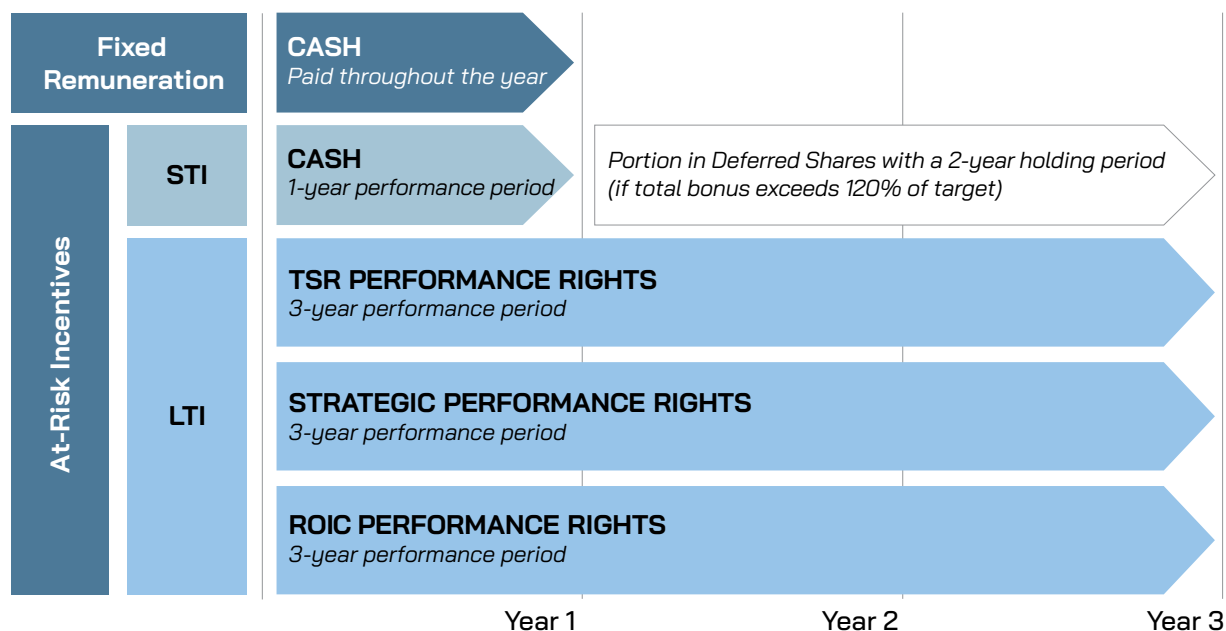 Fixed
Remuneration
CASH
Paid throughout the year
At-Risk Incentives
STI
CASH
1-year performance period
Portion in Deferred Shares with a 2-year holding period
(if total bonus exceeds 120% of target)
LTI
TSR PERFORMANCE RIGHTS
3-year performance period
STRATEGIC PERFORMANCE RIGHTS
3-year performance period
ROIC PERFORMANCE RIGHTS
3-year performance period
Year 1
Year 2
Year 3